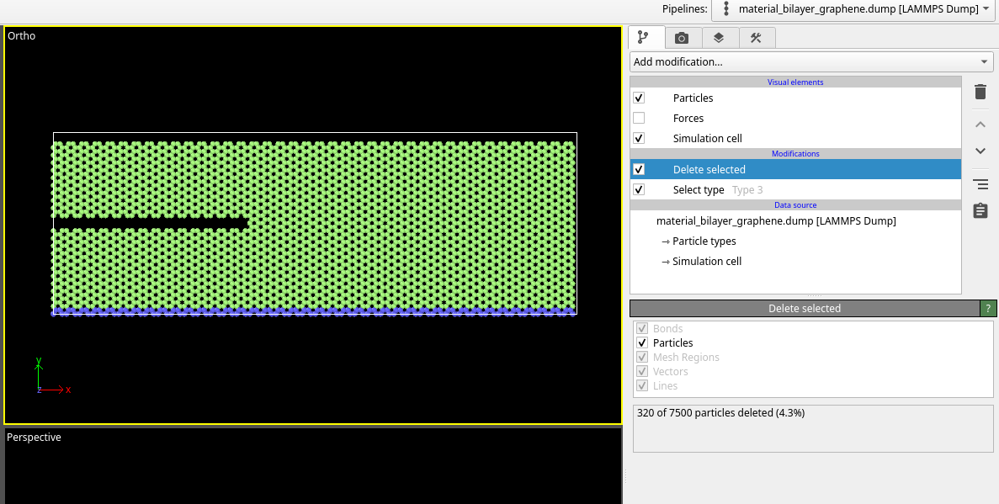 Pipelines: material_bilayer_graphene.dump [LAMMPS Dump]
Ortho
y
z x
Perspective
Add modification...
Visual elements
Particles
Forces
Simulation cell
Modifications
Delete selected
Select type Type 3
Data source
material_bilayer_graphene.dump [LAMMPS Dump]
→ Particle types
→ Simulation cell
Delete selected ?
Bonds
Particles
Mesh Regions
Vectors
Lines
320 of 7500 particles deleted (4.3%)